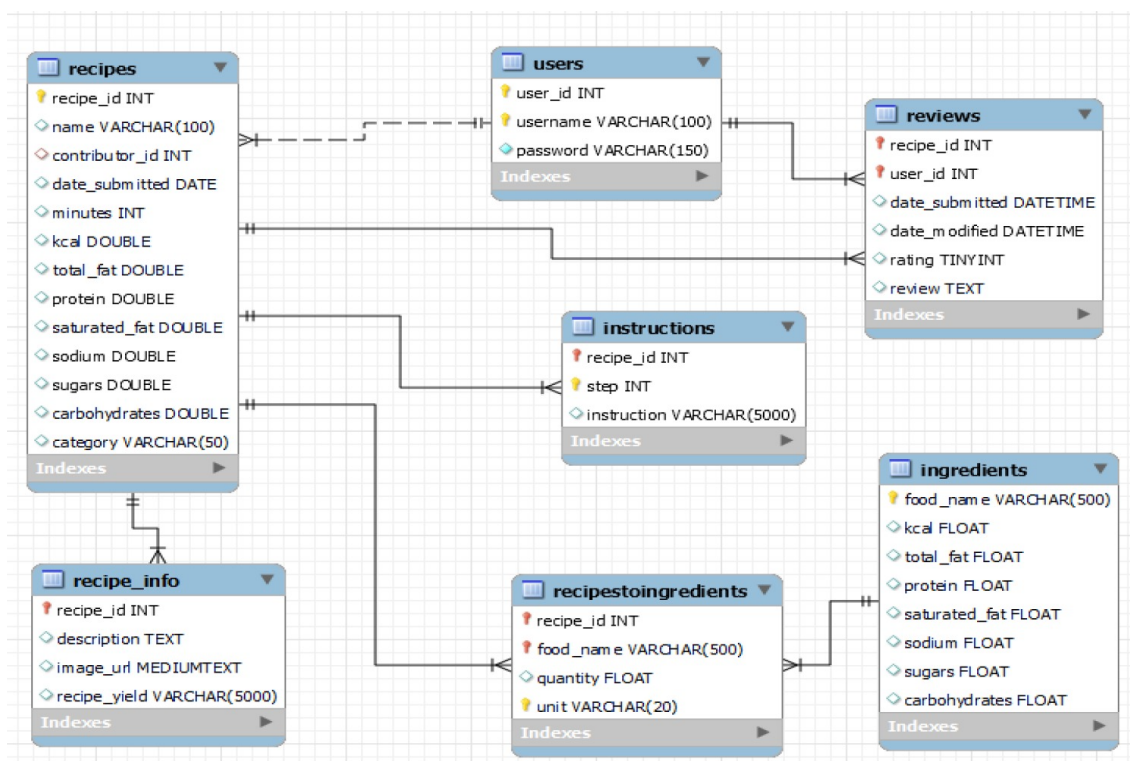 recipes
recipe_id INT
name VARCHAR(100)
contributor_id INT
date_submitted DATE
minutes INT
kcal DOUBLE
total_fat DOUBLE
protein DOUBLE
saturated_fat DOUBLE
sodium DOUBLE
sugars DOUBLE
carbohydrates DOUBLE
category VARCHAR(50)
Indexes
users
user_id INT
username VARCHAR(100)
password VARCHAR(150)
Indexes
reviews
recipe_id INT
user_id INT
date_submitted DATETIME
date_modified DATETIME
rating TINYINT
review TEXT
Indexes
instructions
recipe_id INT
step INT
instruction VARCHAR(5000)
Indexes
ingredients
food_name VARCHAR(500)
kcal FLOAT
total_fat FLOAT
protein FLOAT
saturated_fat FLOAT
sodium FLOAT
sugars FLOAT
carbohydrates FLOAT
Indexes
recipe_info
recipe_id INT
description TEXT
image_url MEDIUMTEXT
recipe_yield VARCHAR(5000)
Indexes
recipestoingredients
recipe_id INT
food_name VARCHAR(500)
quantity FLOAT
unit VARCHAR(20)
Indexes